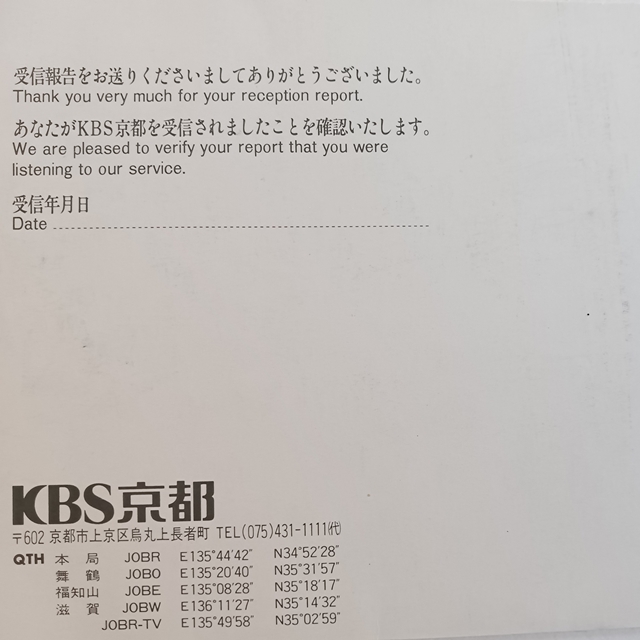 受信報告をお送りくださいましてありがとうございました。
Thank you very much for your reception report.
あなたがKBS京都を受信されましたことを確認いたします。
We are pleased to verify your report that you were
listening to our service.
受信年月日
Date
KBS京都
〒602 京都市上京区烏丸上長者町 TEL(075)431-1111㈹
QTH 本局 JOBR E135°44'42" N34°52'28"
舞鶴 JOBO E135°20'40" N35°31'57"
福知山 JOBE E135°08'28" N35°18'17"
滋賀 JOBW E136°11'27" N35°14'32"
JOBR-TV E135°49'58" N35°02'59"